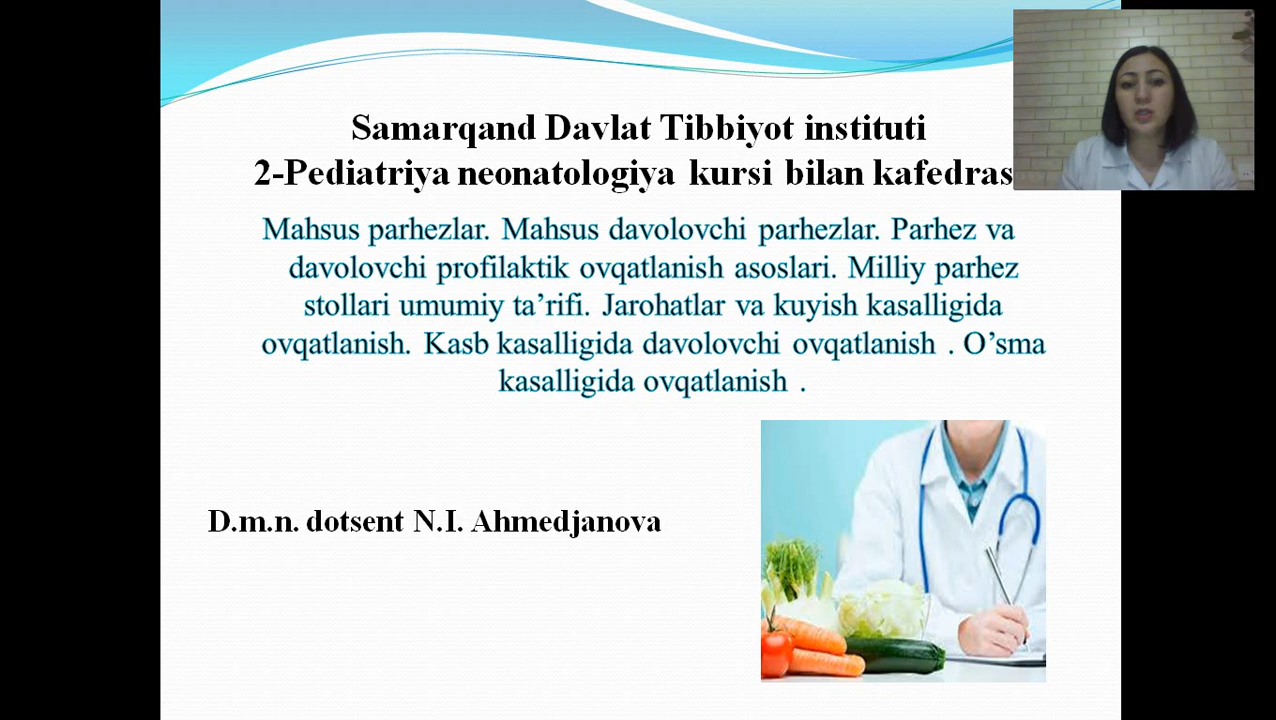 Samarqand Davlat Tibbiyot instituti
2-Pediatriya neonatologiya kursi bilan kafedras
Mahsus parhezlar. Mahsus davolovchi parhezlar. Parhez va
davolovchi profilaktik ovqatlanish asoslari. Milliy parhez
stollari umumiy ta’rifi. Jarohatlar va kuyish kasalligida
ovqatlanish. Kasb kasalligida davolovchi ovqatlanish . O’sma
kasalligida ovqatlanish .
D.m.n. dotsent N.I. Ahmedjanova